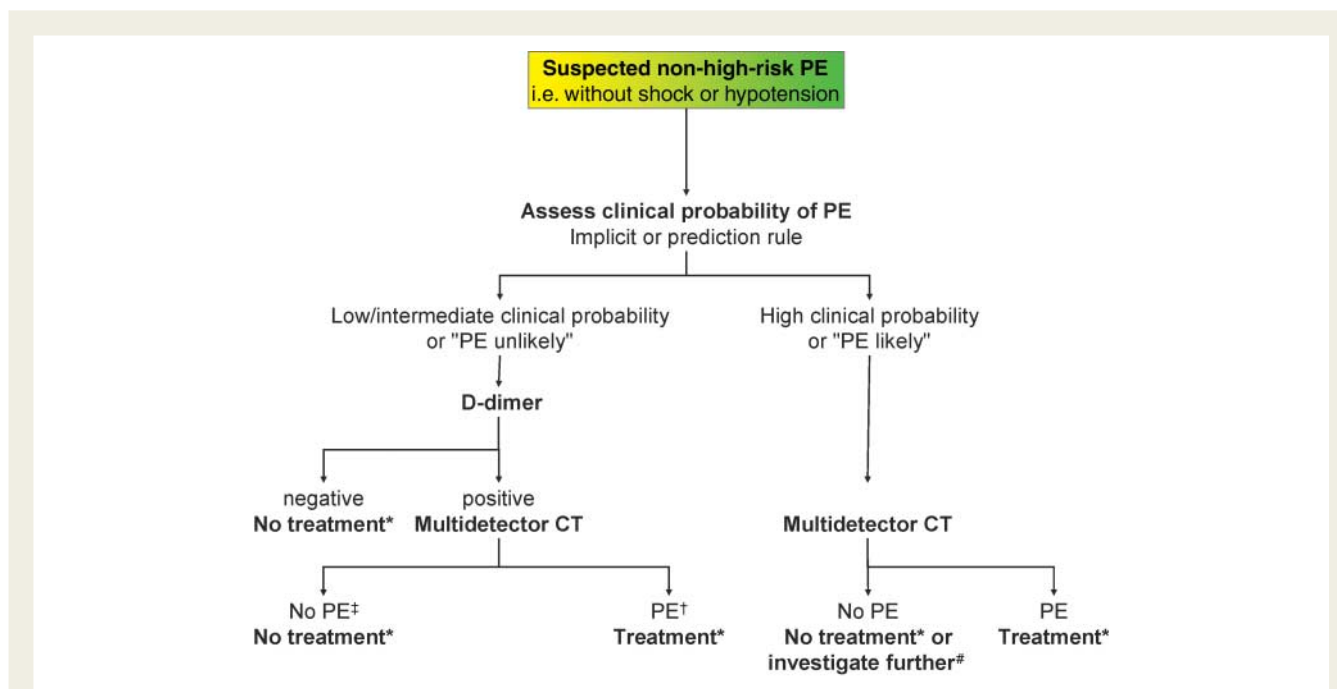 Suspected non-high-risk PE
i.e. without shock or hypotension
Assess clinical probability of PE
Implicit or prediction rule
Low/intermediate clinical probability
or "PE unlikely"
High clinical probability
or "PE likely"
D-dimer
negative
No treatment*
positive
Multidetector CT
Multidetector CT
No PE‡
No treatment*
PE†
Treatment*
No PE
No treatment* or
investigate further#
PE
Treatment*